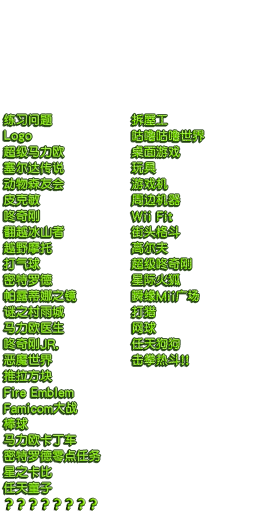 练习问题
Logo
超级马力欧
塞尔达传说
动物森友会
皮克敏
咚奇刚
翻越冰山者
越野摩托
打气球
密特罗德
帕露蒂娜之镜
谜之村雨城
马力欧医生
咚奇刚JR.
恶魔世界
推拉方块
Fire Emblem
Famicom大战
棒球
马力欧卡丁车
密特罗德零点任务
星之卡比
任天童子
????????
拆屋工
咕噜咕噜世界
桌面游戏
玩具
游戏机
周边机器
Wii Fit
街头格斗
高尔夫
超级咚奇刚
星际火狐
邂逅Mii广场
打猎
网球
任天狗狗
击拳热斗!!